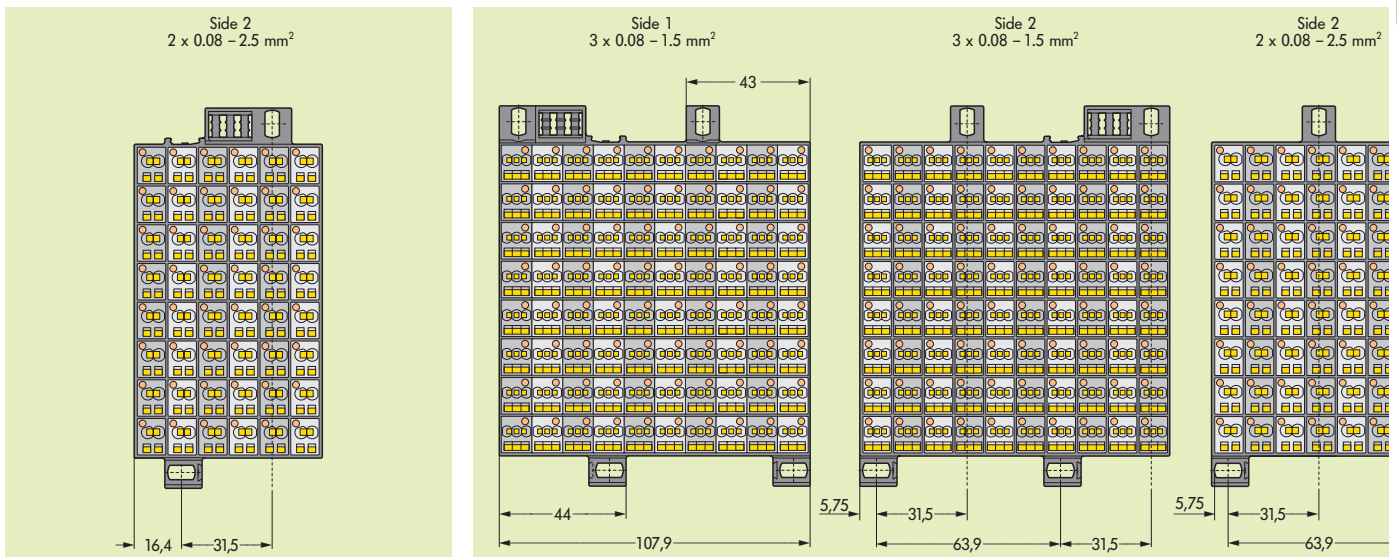 Side 2
2 x 0.08 – 2.5 mm²
16,4
31,5
Side 1
3 x 0.08 – 1.5 mm²
43
44
107,9
Side 2
3 x 0.08 – 1.5 mm²
5,75
31,5
63,9
31,5
Side 2
2 x 0.08 – 2.5 mm²
5,75
31,5
63,9